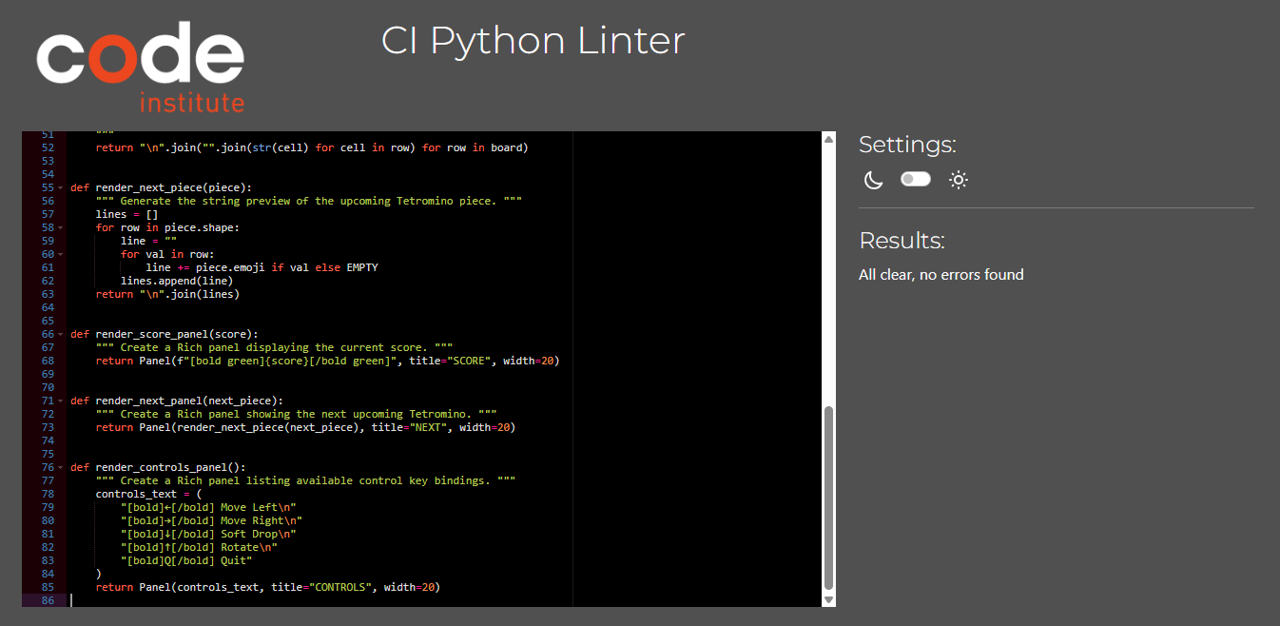 code
institute
CI Python Linter
51 """
52 return "\n".join("".join(str(cell) for cell in row) for row in board)
53
54
55 def render_next_piece(piece):
56 """ Generate the string preview of the upcoming Tetromino piece. """
57 lines = []
58 for row in piece.shape:
59 line = ""
60 for val in row:
61 line += piece.emoji if val else EMPTY
62 lines.append(line)
63 return "\n".join(lines)
64
65
66 def render_score_panel(score):
67 """ Create a Rich panel displaying the current score. """
68 return Panel(f"[bold green]{score}[/bold green]", title="SCORE", width=20)
69
70
71 def render_next_panel(next_piece):
72 """ Create a Rich panel showing the next upcoming Tetromino. """
73 return Panel(render_next_piece(next_piece), title="NEXT", width=20)
74
75
76 def render_controls_panel():
77 """ Create a Rich panel listing available control key bindings. """
78 controls_text = (
79 "[bold]←[/bold] Move Left\n"
80 "[bold]→[/bold] Move Right\n"
81 "[bold]↓[/bold] Soft Drop\n"
82 "[bold]↑[/bold] Rotate\n"
83 "[bold]Q[/bold] Quit"
84 )
85 return Panel(controls_text, title="CONTROLS", width=20)
86
Settings:
Results:
All clear, no errors found